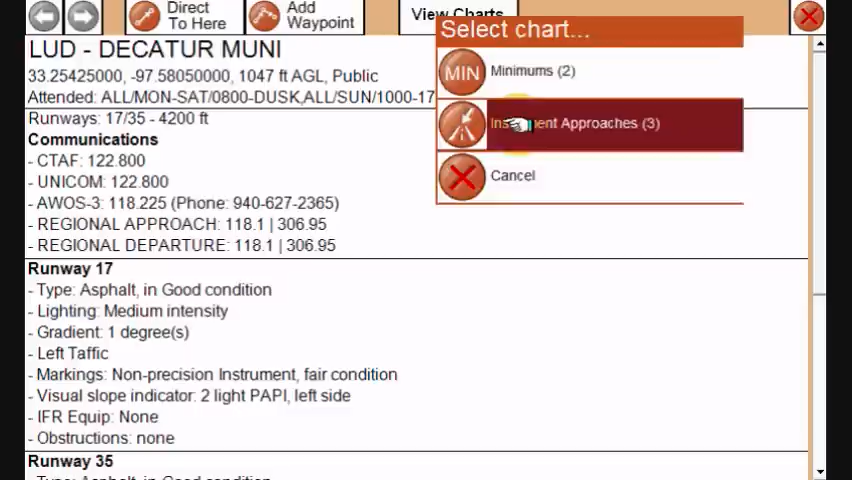 Direct To Here
Add Waypoint
View Charts
Select chart...
LUD - DECATUR MUNI
33.25425000, -97.58050000, 1047 ft AGL, Public
MIN
Minimums (2)
Attended: ALL/MON-SAT/0800-DUSK,ALL/SUN/1000-17
Runways: 17/35 - 4200 ft
Approaches (3)
Communications
- CTAF: 122.800
- UNICOM: 122.800
Cancel
- AWOS-3: 118.225 (Phone: 940-627-2365)
- REGIONAL APPROACH: 118.1 | 306.95
- REGIONAL DEPARTURE: 118.1 | 306.95
Runway 17
- Type: Asphalt, in Good condition
- Lighting: Medium intensity
- Gradient: 1 degree(s)
- Left Taffic
- Markings: Non-precision Instrument, fair condition
- Visual slope indicator: 2 light PAPI, left side
- IFR Equip: None
- Obstructions: none
Runway 35
- Type: Asphalt, in Good condition